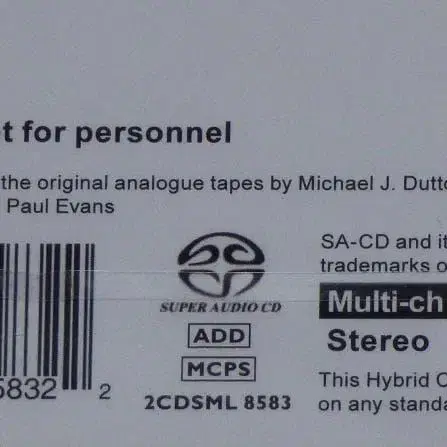 t for personnel
the original analogue tapes by Michael J. Dutto
Paul Evans
SA-CD and it
trademarks o
SUPER AUDIO CD
Multi-ch
ADD
Stereo
MCPS
5832 2
This Hybrid C
2CDSML 8583
on any standa